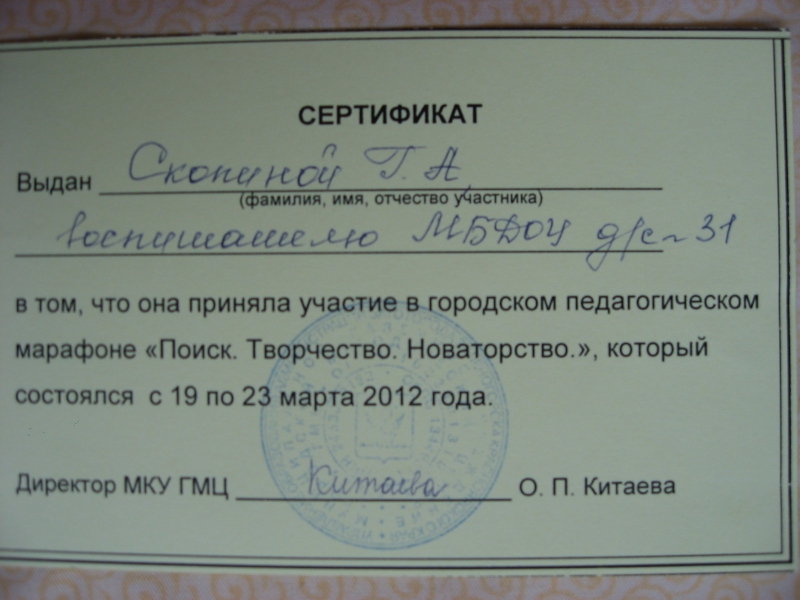 СЕРТИФИКАТ
Выдан Скопиной Г. А.
(фамилия, имя, отчество участника)
воспитателю МБДОУ д/с- 31
в том, что она приняла участие в городском педагогическом
марафоне «Поиск. Творчество. Новаторство.», который
состоялся с 19 по 23 марта 2012 года.
Директор МКУ ГМЦ Китаева О. П. Китаева